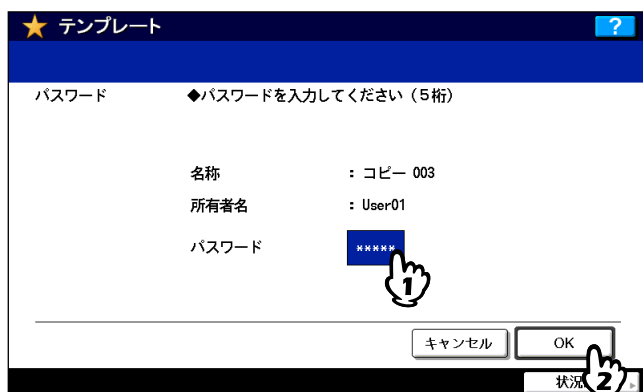 テンプレート ?
パスワード ◆パスワードを入力してください（5桁）
名称 : コピー 003
所有者名 : User01
パスワード *****
1
キャンセル OK
状況 2